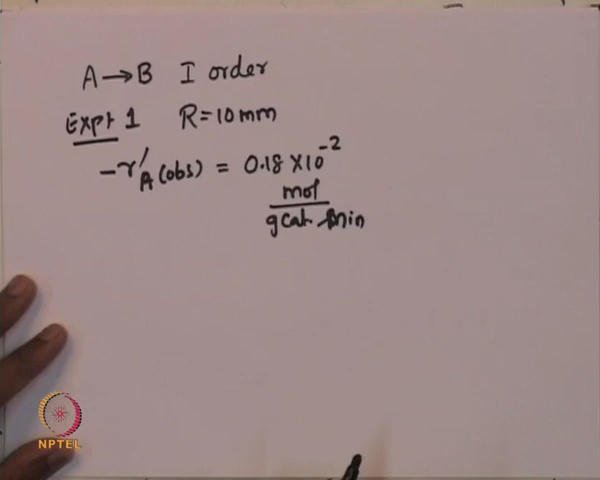 A → B I order
Expt 1 R = 10 mm
-r'A (obs) = 0.18 × 10^-2
mol
gcat. min
NPTEL